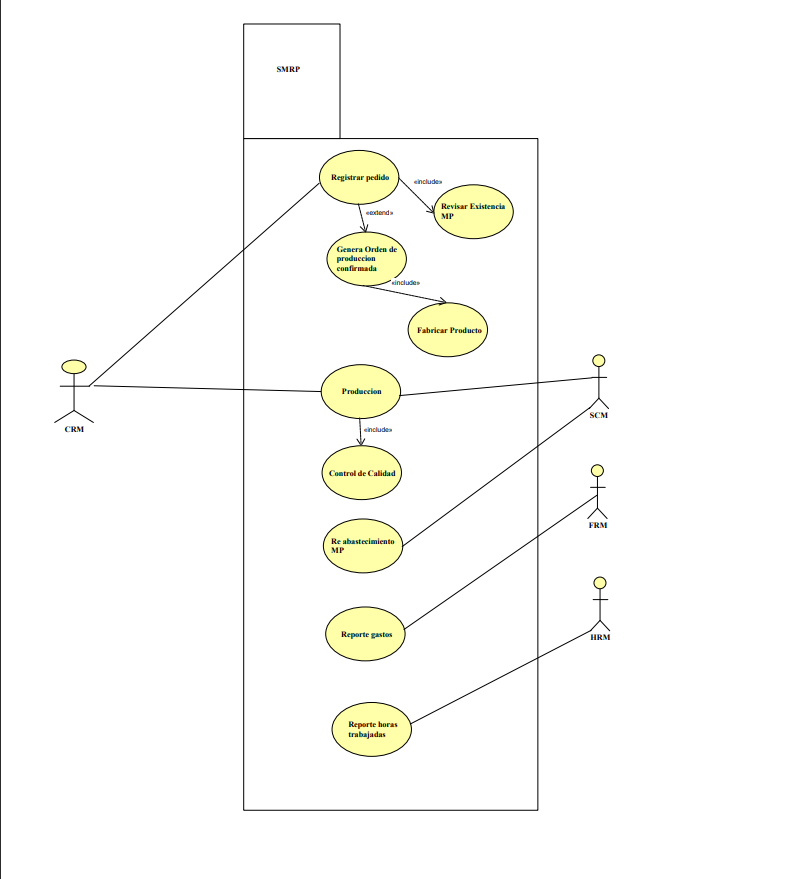 SMRP
Registrar pedido
«include»
Revisar Existencia
MP
«extend»
Genera Orden de
produccion
confirmada
«include»
Fabricar Producto
Produccion
CRM
SCM
«include»
Control de Calidad
FRM
Re abastecimiento
MP
Reporte gastos
HRM
Reporte horas
trabajadas